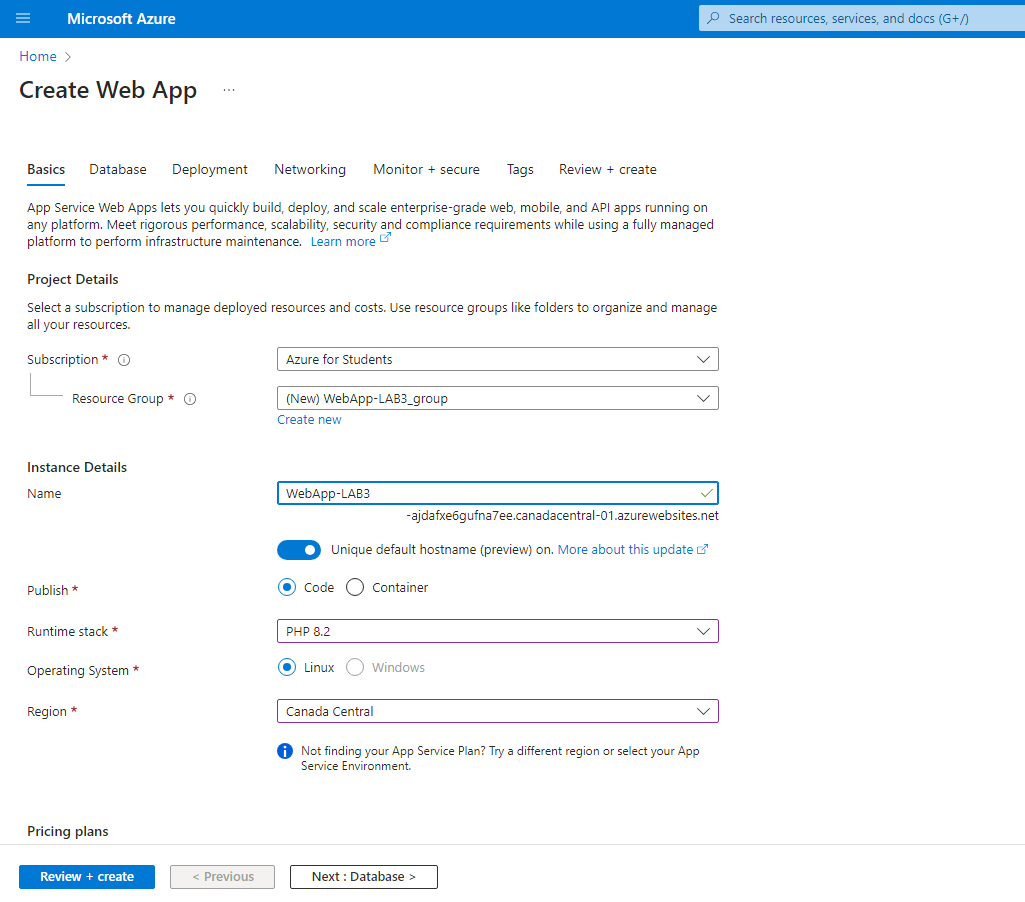 Microsoft Azure
Search resources, services, and docs (G+/)
Home
Create Web App
...
Basics Database Deployment Networking Monitor + secure Tags Review + create
App Service Web Apps lets you quickly build, deploy, and scale enterprise-grade web, mobile, and API apps running on
any platform. Meet rigorous performance, scalability, security and compliance requirements while using a fully managed
platform to perform infrastructure maintenance. Learn more
Project Details
Select a subscription to manage deployed resources and costs. Use resource groups like folders to organize and manage
all your resources.
Subscription *
Azure for Students
Resource Group *
(New) WebApp-LAB3_group
Create new
Instance Details
Name
WebApp-LAB3
-ajdafxe6gufna7ee.canadacentral-01.azurewebsites.net
Unique default hostname (preview) on. More about this update
Publish *
Code Container
Runtime stack *
PHP 8.2
Operating System *
Linux Windows
Region *
Canada Central
Not finding your App Service Plan? Try a different region or select your App
Service Environment.
Pricing plans
Review + create < Previous Next : Database >